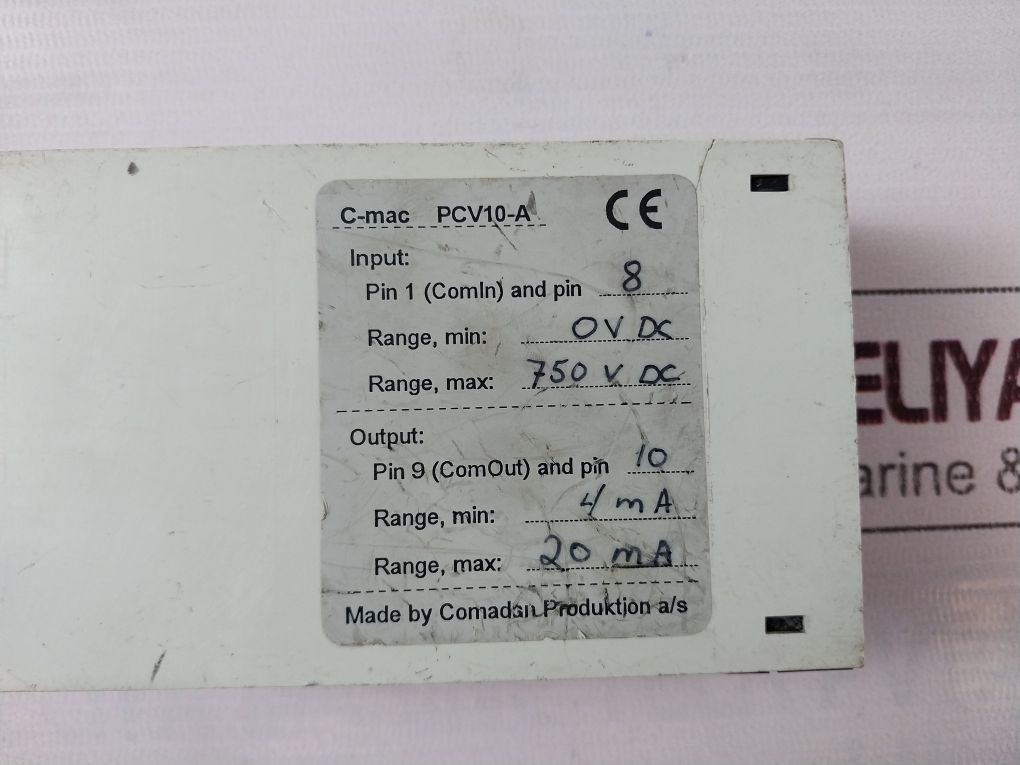 C-mac PCV10-A CE
Input:
Pin 1 (ComIn) and pin 8
Range, min: 0 V DC
Range, max: 750 V DC
Output:
Pin 9 (ComOut) and pin 10
Range, min: 4 mA
Range, max: 20 mA
Made by Comadan Produktion a/s
ELIYA
arine &